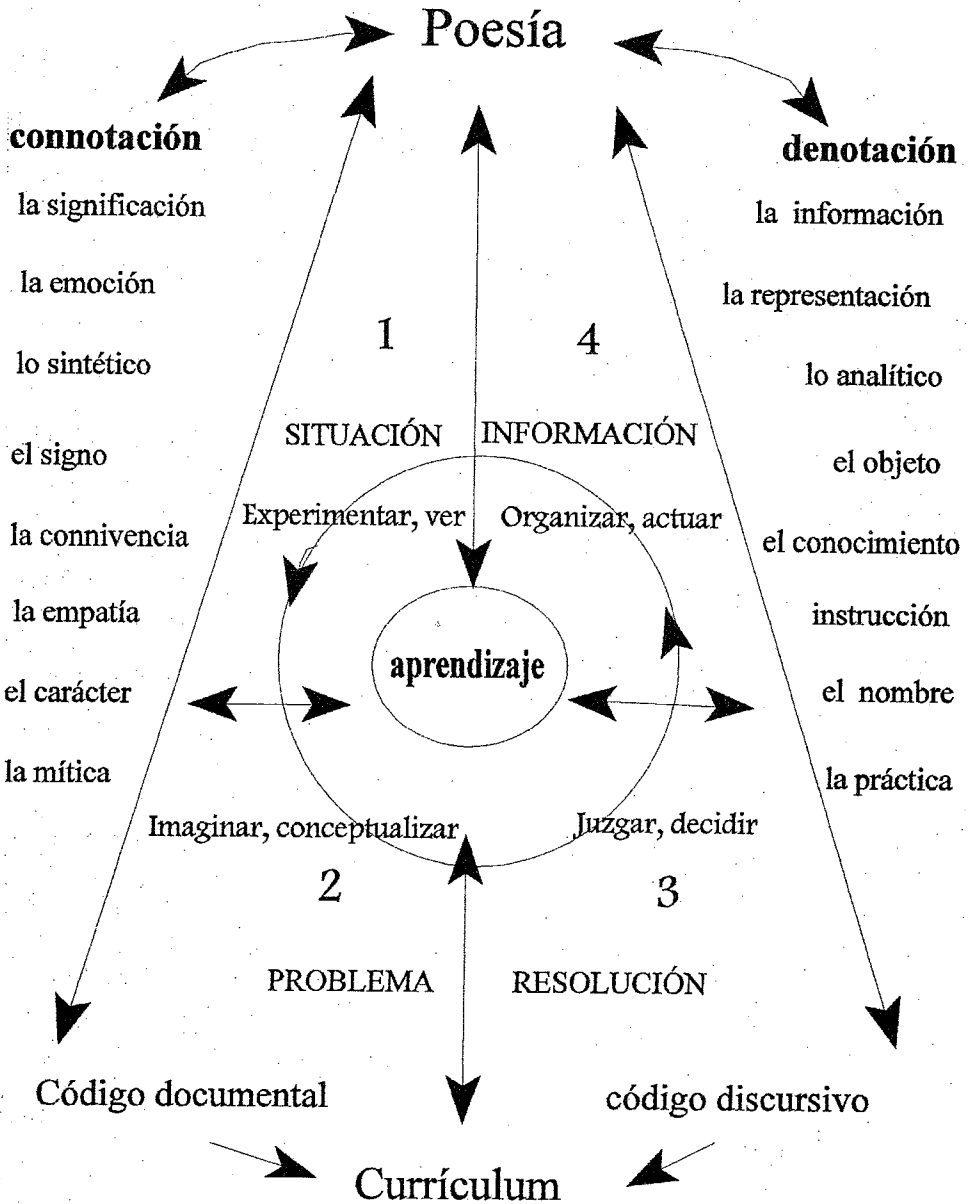 Poesía
connotación
denotación
la significación
la información
la emoción
la representación
1
4
lo sintético
lo analítico
SITUACIÓN
INFORMACIÓN
el signo
el objeto
Experimentar, ver
Organizar, actuar
la connivencia
el conocimiento
la empatía
instrucción
aprendizaje
el carácter
el nombre
la mítica
la práctica
Imaginar, conceptualizar
Juzgar, decidir
2
3
PROBLEMA
RESOLUCIÓN
Código documental
código discursivo
Currículum